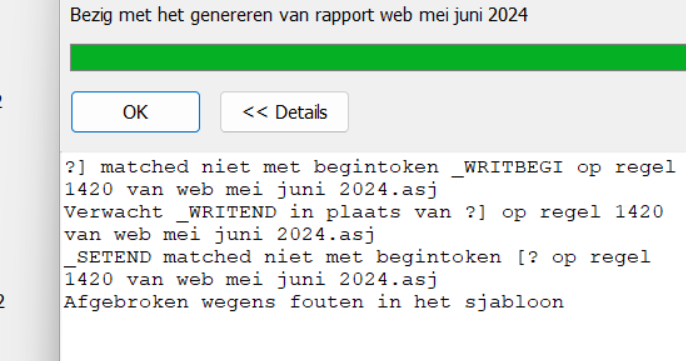 Bezig met het genereren van rapport web mei juni 2024
2
OK
<< Details
?] matched niet met begintoken _WRITBEGI op regel
1420 van web mei juni 2024.asj
Verwacht _WRITEND in plaats van ?] op regel 1420
van web mei juni 2024.asj
_SETEND matched niet met begintoken [? op regel
1420 van web mei juni 2024.asj
2
Afgebroken wegens fouten in het sjabloon